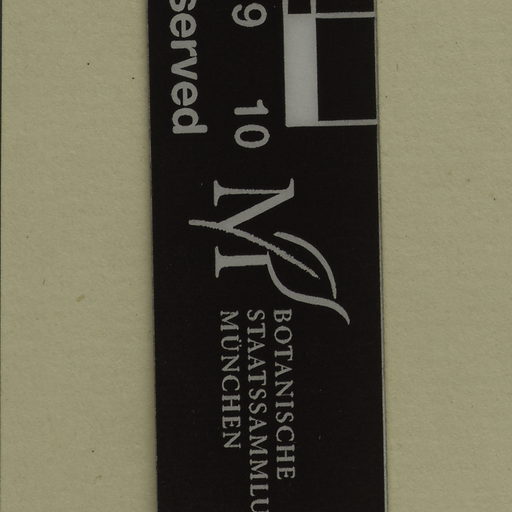 served
9 10
M
BOTANISCHE
STAATSSAMMLU
MÜNCHEN